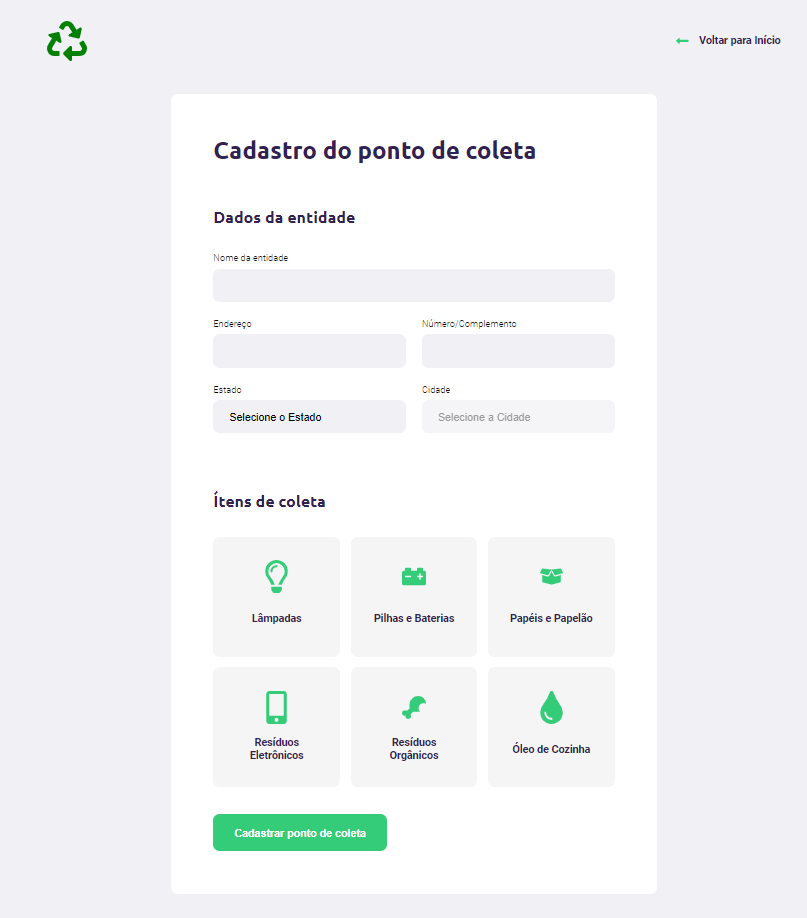 Voltar para Início
Cadastro do ponto de coleta
Dados da entidade
Nome da entidade
Endereço
Número/Complemento
Estado
Cidade
Selecione o Estado
Selecione a Cidade
Ítens de coleta
Lâmpadas
Pilhas e Baterias
Papéis e Papelão
Resíduos
Eletrônicos
Resíduos
Orgânicos
Óleo de Cozinha
Cadastrar ponto de coleta